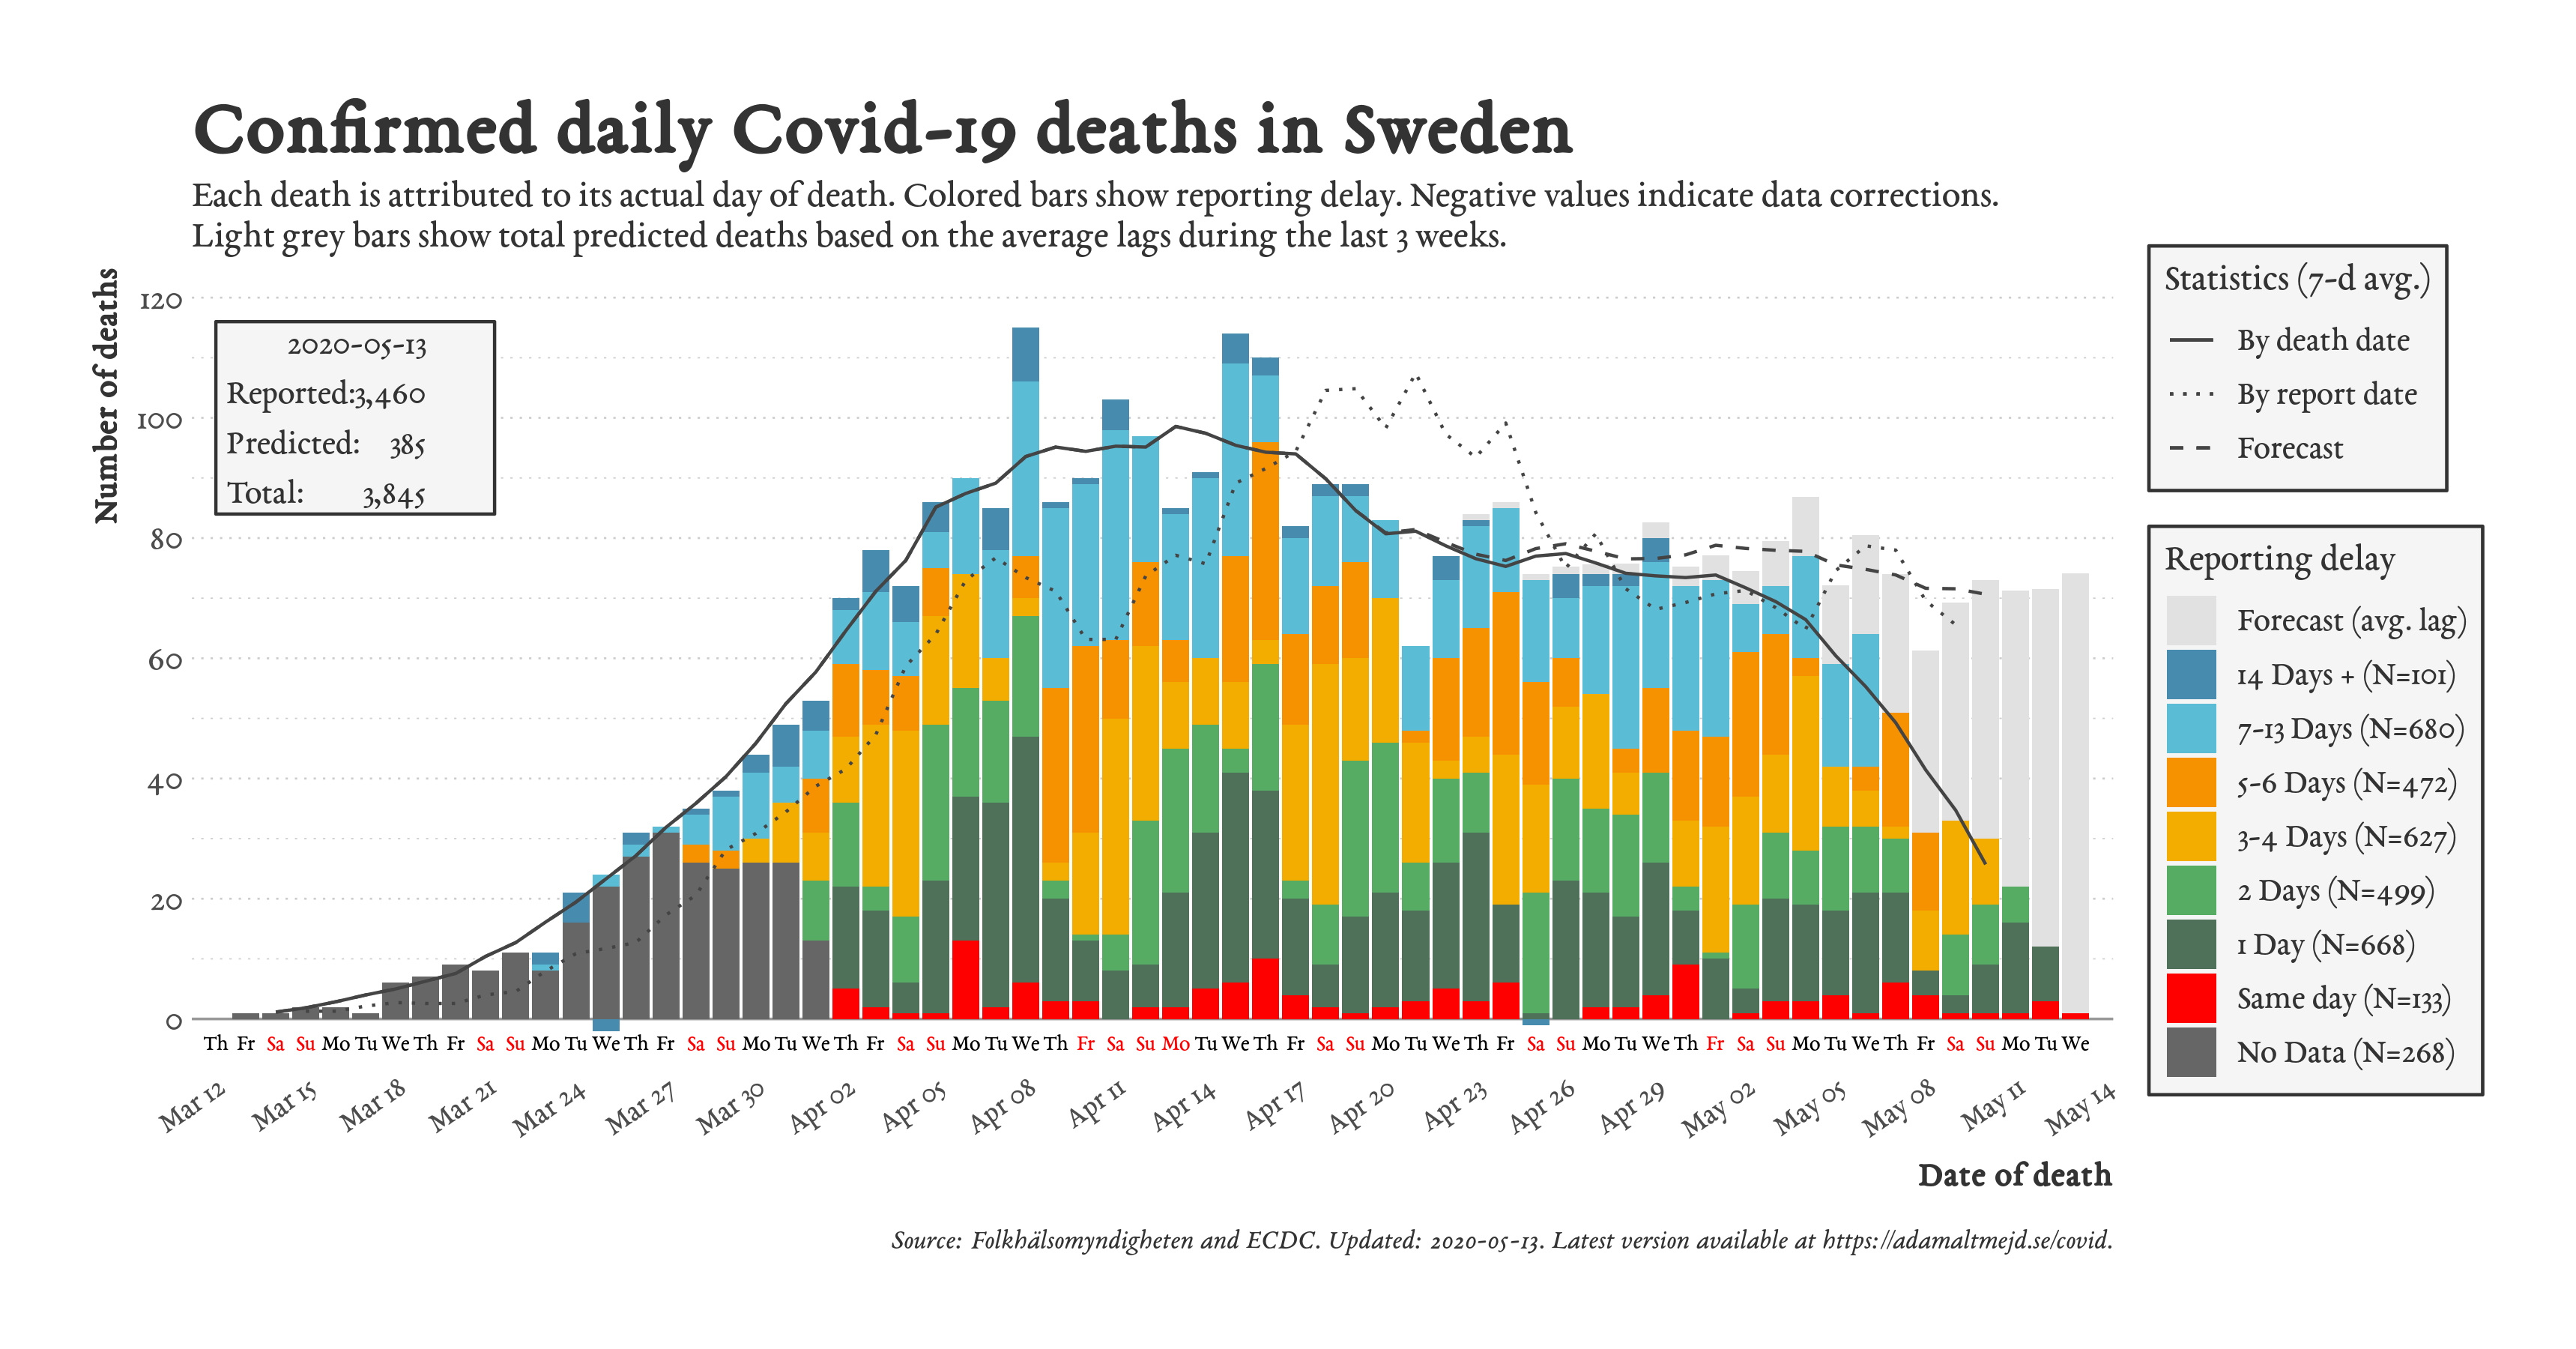 Confirmed daily Covid-19 deaths in Sweden
Each death is attributed to its actual day of death. Colored bars show reporting delay. Negative values indicate data corrections.
Light grey bars show total predicted deaths based on the average lags during the last 3 weeks.
Number of deaths
120
100
80
60
40
20
0
2020-05-13
Reported: 3,460
Predicted: 385
Total: 3,845
Statistics (7-d avg.)
By death date
By report date
Forecast
Reporting delay
Forecast (avg. lag)
14 Days + (N=101)
7-13 Days (N=680)
5-6 Days (N=472)
3-4 Days (N=627)
2 Days (N=499)
1 Day (N=668)
Same day (N=133)
No Data (N=268)
Th Fr Sa Su Mo Tu We Th Fr Sa Su Mo Tu We Th Fr Sa Su Mo Tu We Th Fr Sa Su Mo Tu We Th Fr Sa Su Mo Tu We Th Fr Sa Su Mo Tu We Th Fr Sa Su Mo Tu We Th Fr Sa Su Mo Tu We Th Fr Sa Su Mo Tu We
Mar 12 Mar 15 Mar 18 Mar 21 Mar 24 Mar 27 Mar 30 Apr 02 Apr 05 Apr 08 Apr 11 Apr 14 Apr 17 Apr 20 Apr 23 Apr 26 Apr 29 May 02 May 05 May 08 May 11 May 14
Date of death
Source: Folkhälsomyndigheten and ECDC. Updated: 2020-05-13. Latest version available at https://adamaltmejd.se/covid.